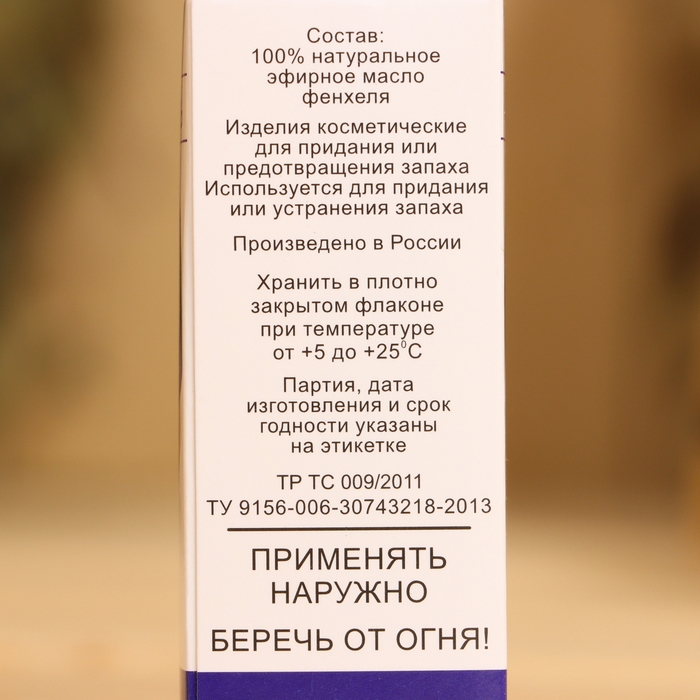 Состав:
100% натуральное
эфирное масло
фенхеля
Изделия косметические
для придания или
предотвращения запаха
Используется для придания
или устранения запаха
Произведено в России
Хранить в плотно
закрытом флаконе
при температуре
от +5 до +25⁰С
Партия, дата
изготовления и срок
годности указаны
на этикетке
ТР ТС 009/2011
ТУ 9156-006-30743218-2013
ПРИМЕНЯТЬ
НАРУЖНО
БЕРЕЧЬ ОТ ОГНЯ!